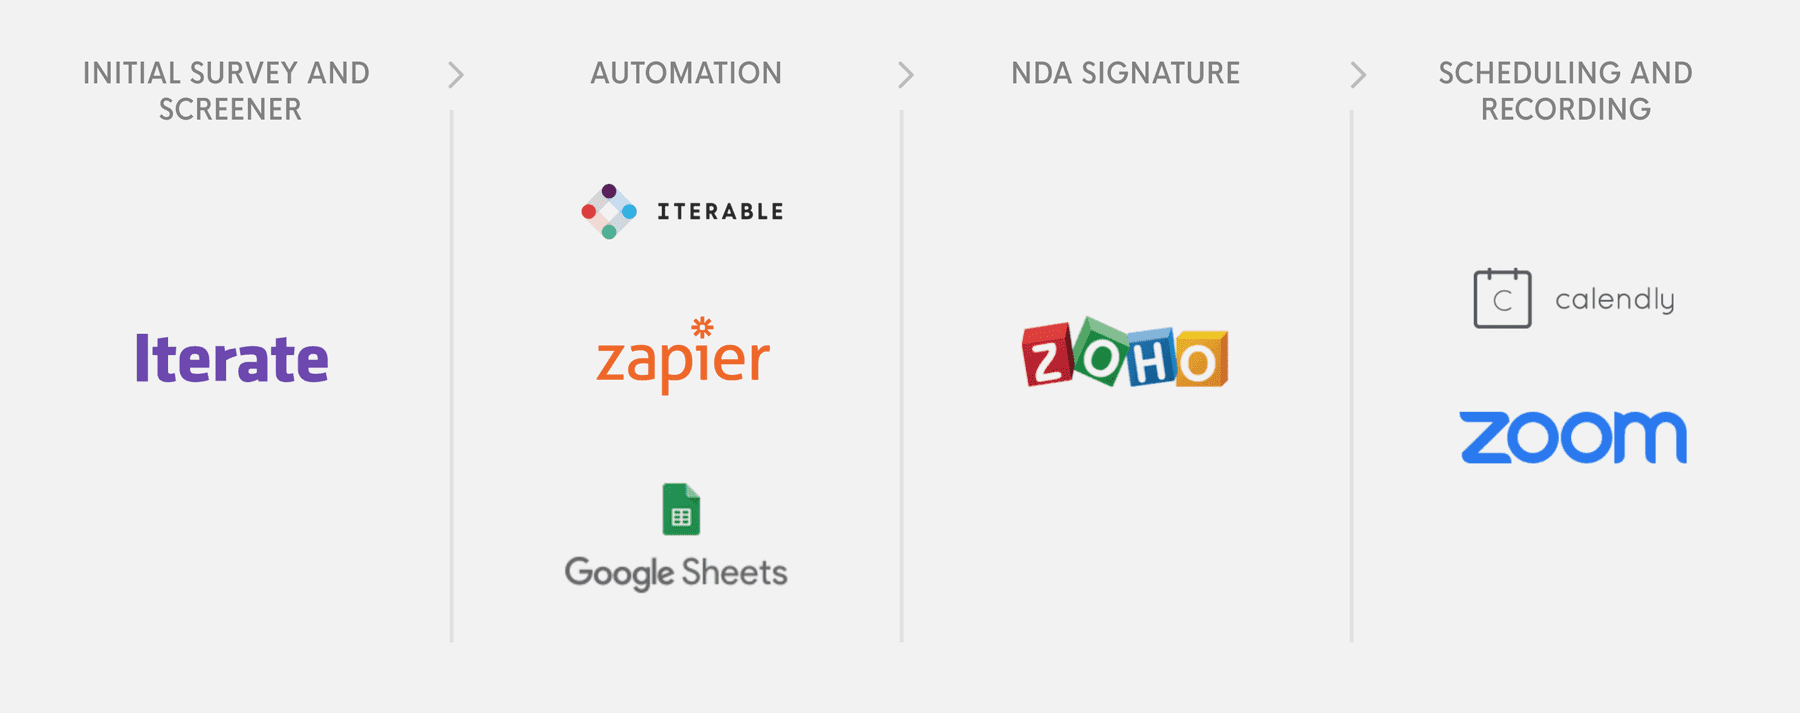 INITIAL SURVEY AND
SCREENER
AUTOMATION
NDA SIGNATURE
SCHEDULING AND
RECORDING
Iterate
ITERABLE
zapier
Google Sheets
ZOHO
C calendly
zoom